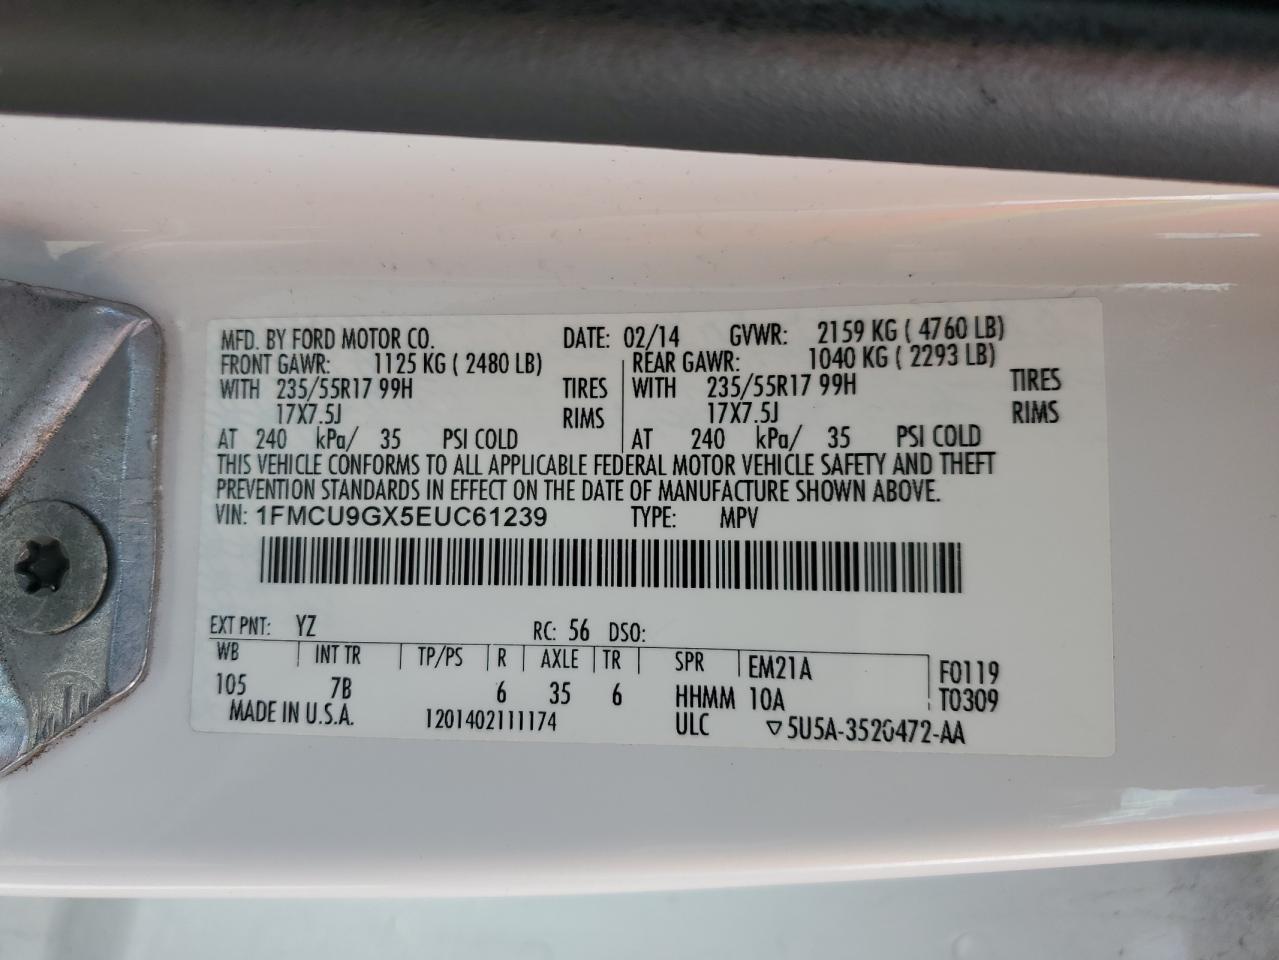 MFD. BY FORD MOTOR CO. DATE: 02/14 GVWR: 2159 KG ( 4760 LB)
FRONT GAWR: 1125 KG ( 2480 LB) REAR GAWR: 1040 KG ( 2293 LB)
WITH 235/55R17 99H TIRES WITH 235/55R17 99H TIRES
17X7.5J RIMS 17X7.5J RIMS
AT 240 kPa/ 35 PSI COLD AT 240 kPa/ 35 PSI COLD
THIS VEHICLE CONFORMS TO ALL APPLICABLE FEDERAL MOTOR VEHICLE SAFETY AND THEFT
PREVENTION STANDARDS IN EFFECT ON THE DATE OF MANUFACTURE SHOWN ABOVE.
VIN: 1FMCU9GX5EUC61239 TYPE: MPV
EXT PNT: YZ RC: 56 DSO:
WB INT TR TP/PS R AXLE TR SPR EM21A F0119
105 7B 6 35 6 HHMM 10A T0309
MADE IN U.S.A. 1201402111174 ULC ▽5U5A-3520472-AA